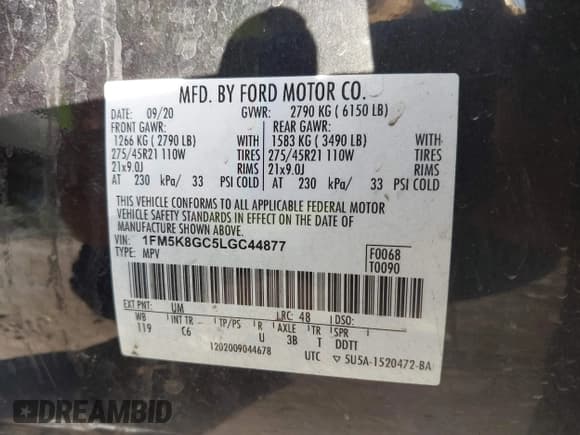 MFD. BY FORD MOTOR CO.
DATE: 09/20 GVWR: 2790 KG ( 6150 LB)
FRONT GAWR: REAR GAWR:
1266 KG ( 2790 LB) WITH 1583 KG ( 3490 LB) WITH
275/45R21 110W TIRES 275/45R21 110W TIRES
21x9.0J RIMS 21x9.0J RIMS
AT 230 kPa/ 33 PSI COLD AT 230 kPa/ 33 PSI COLD
THIS VEHICLE CONFORMS TO ALL APPLICABLE FEDERAL MOTOR
VEHICLE SAFETY STANDARDS IN EFFECT ON THE DATE OF
MANUFACTURE SHOWN ABOVE.
VIN: 1FM5K8GC5LGC44877 F0068
TYPE: MPV T0090
EXT PNT: UM RC: 48 DSO:
WB INT TR TP/PS R AXLE TR SPR
119 C6 U 3B T DDTT
1202009044678 UTC ▽ 5U5A-1520472-BA
DREAMBID